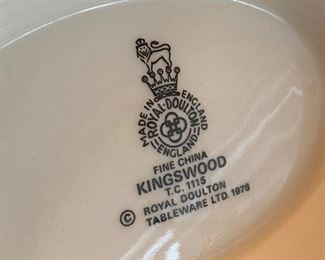 MADE IN ENGLAND
ROYAL·DOULTON
ENGLAND
FINE CHINA
KINGSWOOD
T.C. 1115
© ROYAL DOULTON
TABLEWARE LTD. 1976